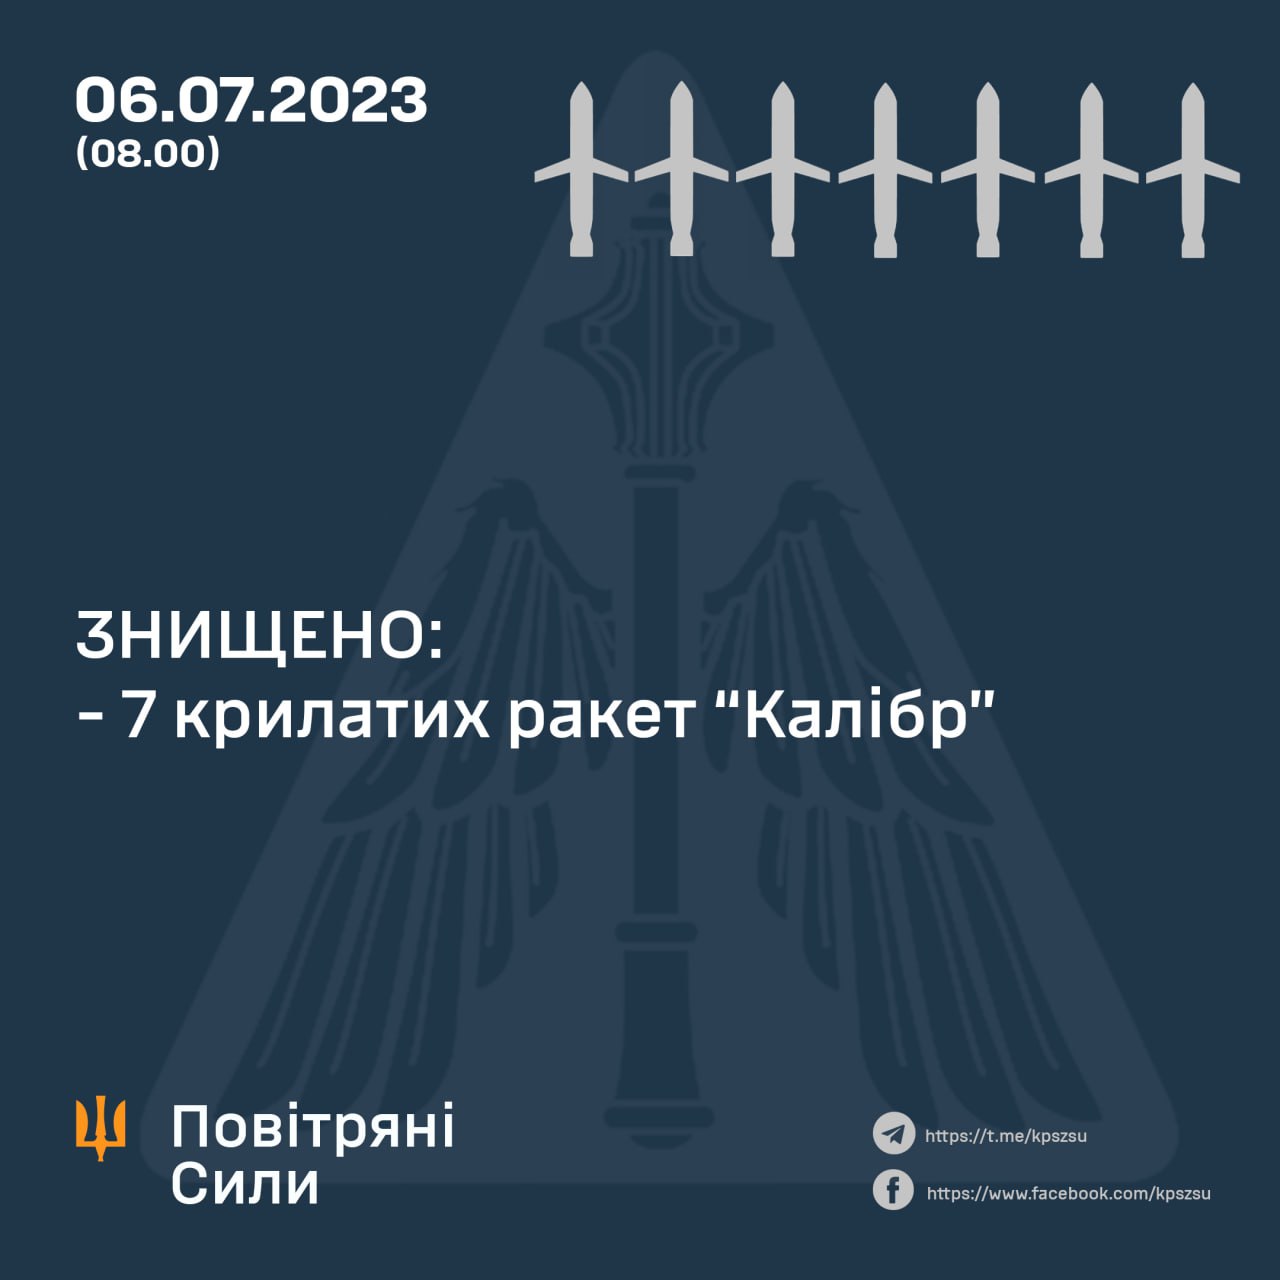 06.07.2023
(08.00)
ЗНИЩЕНО:
- 7 крилатих ракет “Калібр”
Повітряні
Сили
https://t.me/kpszsu
https://www.facebook.com/kpszsu